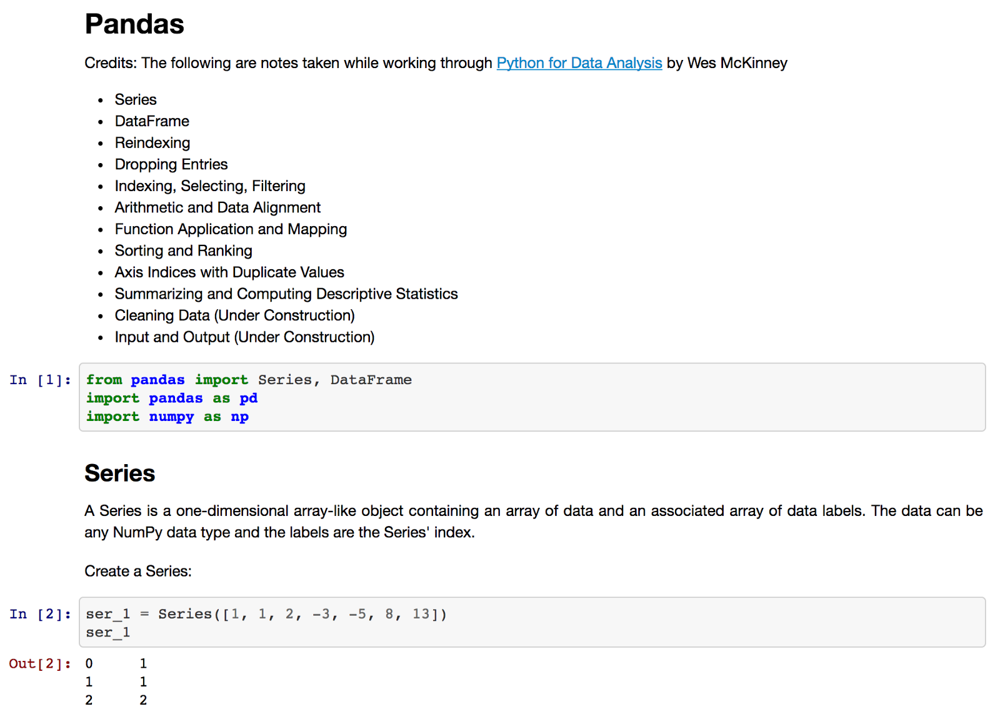 Pandas
Credits: The following are notes taken while working through Python for Data Analysis by Wes McKinney
• Series
• DataFrame
• Reindexing
• Dropping Entries
• Indexing, Selecting, Filtering
• Arithmetic and Data Alignment
• Function Application and Mapping
• Sorting and Ranking
• Axis Indices with Duplicate Values
• Summarizing and Computing Descriptive Statistics
• Cleaning Data (Under Construction)
• Input and Output (Under Construction)
In [1]: from pandas import Series, DataFrame
import pandas as pd
import numpy as np
Series
A Series is a one-dimensional array-like object containing an array of data and an associated array of data labels. The data can be
any NumPy data type and the labels are the Series' index.
Create a Series:
In [2]: ser_1 = Series([1, 1, 2, -3, -5, 8, 13])
ser_1
Out[2]: 0 1
1 1
2 2